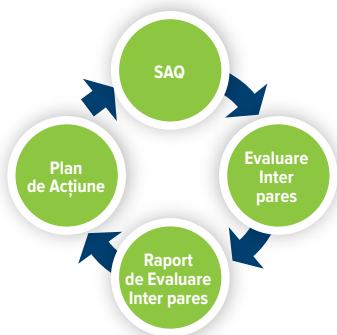 SAQ
Evaluare
Inter
pares
Raport
de Evaluare
Inter pares
Plan
de Acțiune